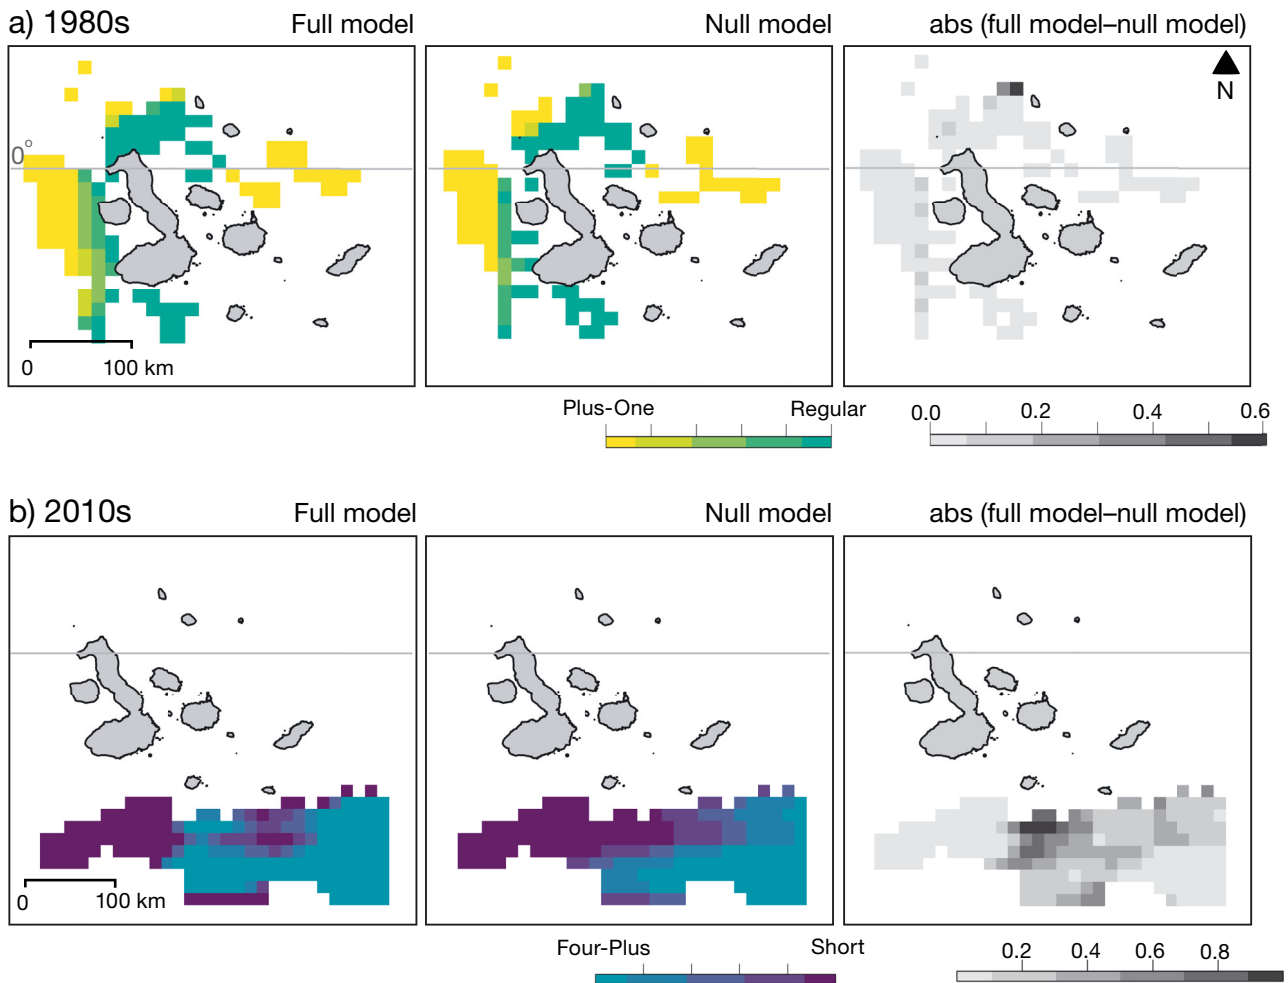 a) 1980s
Full model
Null model
abs (full model–null model)
N
0°
0 100 km
Plus-One Regular
0.0 0.2 0.4 0.6
b) 2010s
Full model
Null model
abs (full model–null model)
0 100 km
Four-Plus Short
0.2 0.4 0.6 0.8